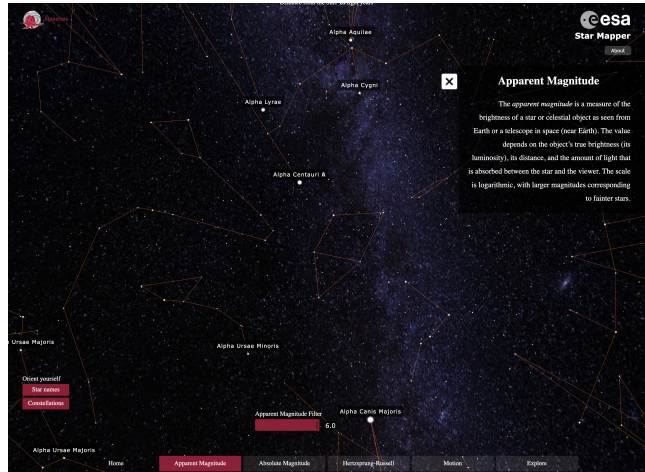 Alpha Aquilae
esa
Star Mapper
About
Alpha Cygni
Alpha Lyrae
Apparent Magnitude
The apparent magnitude is a measure of the
brightness of a star or celestial object as seen from
Earth or a telescope in space (near Earth). The value
depends on the object's true brightness (its
luminosity), its distance, and the amount of light that
is absorbed between the star and the viewer. The scale
is logarithmic, with larger magnitudes corresponding
to fainter stars.
Alpha Centauri A
Ursae Majoris
Alpha Ursae Minoris
Orient yourself
Star names
Constellations
Apparent Magnitude Filter
6.0
Alpha Canis Majoris
Alpha Ursae Majoris
Home
Apparent Magnitude
Absolute Magnitude
Hertzsprung-Russell
Motion
Explore